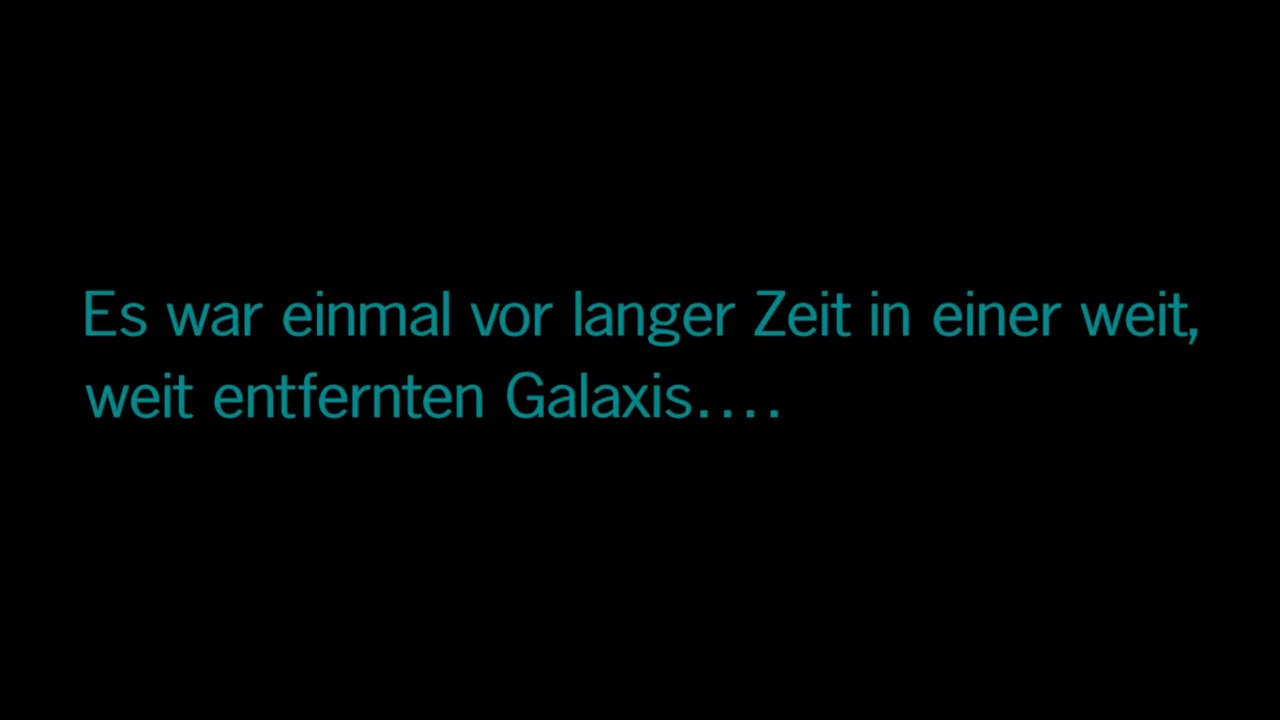 Es war einmal vor langer Zeit in einer weit,
weit entfernten Galaxis....